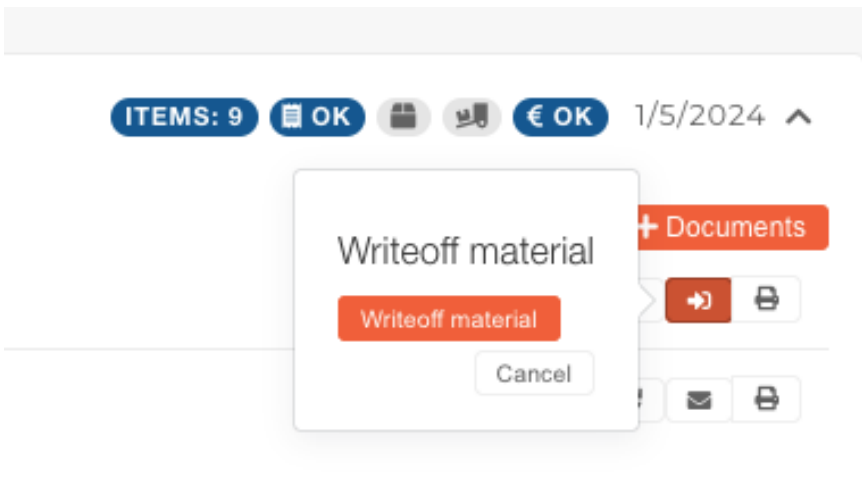 ITEMS: 9 OK € OK 1/5/2024
+ Documents
Writeoff material
Writeoff material
Cancel